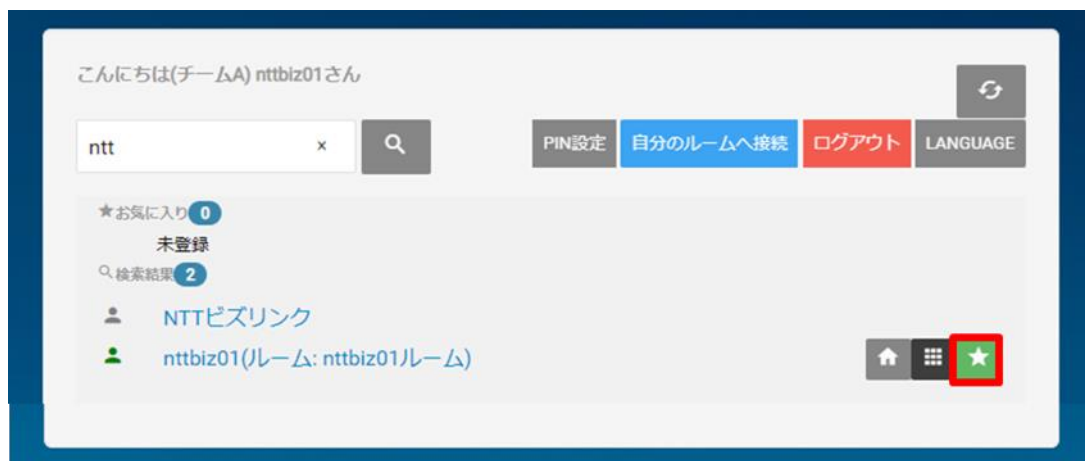 こんにちは(チームA) nttbiz01さん
ntt ×
PIN設定 自分のルームへ接続 ログアウト LANGUAGE
★お気に入り 0
未登録
検索結果 2
NTTビズリンク
nttbiz01(ルーム: nttbiz01ルーム)